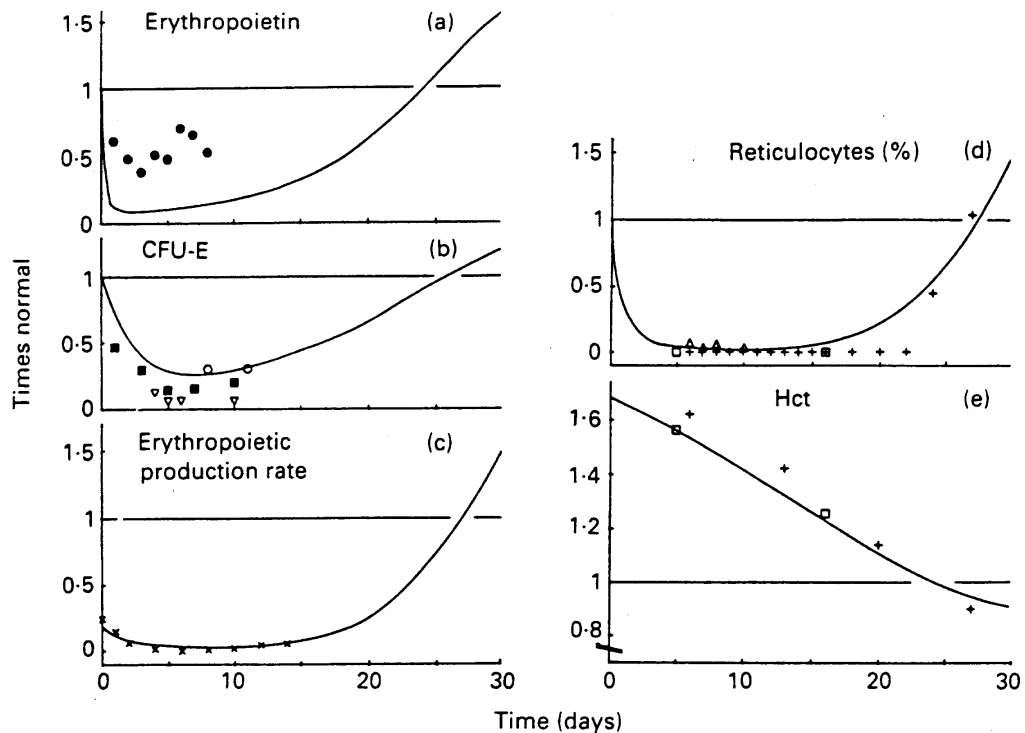 Times normal
Erythropoietin
(a)
1·5
1
0·5
0
CFU-E
(b)
1
0·5
0
Erythropoietic
production rate
(c)
1·5
1
0·5
0
0
10
20
30
Reticulocytes (%)
(d)
1·5
1
0·5
0
Hct
(e)
1·6
1·4
1·2
1
0·8
0
10
20
30
Time (days)